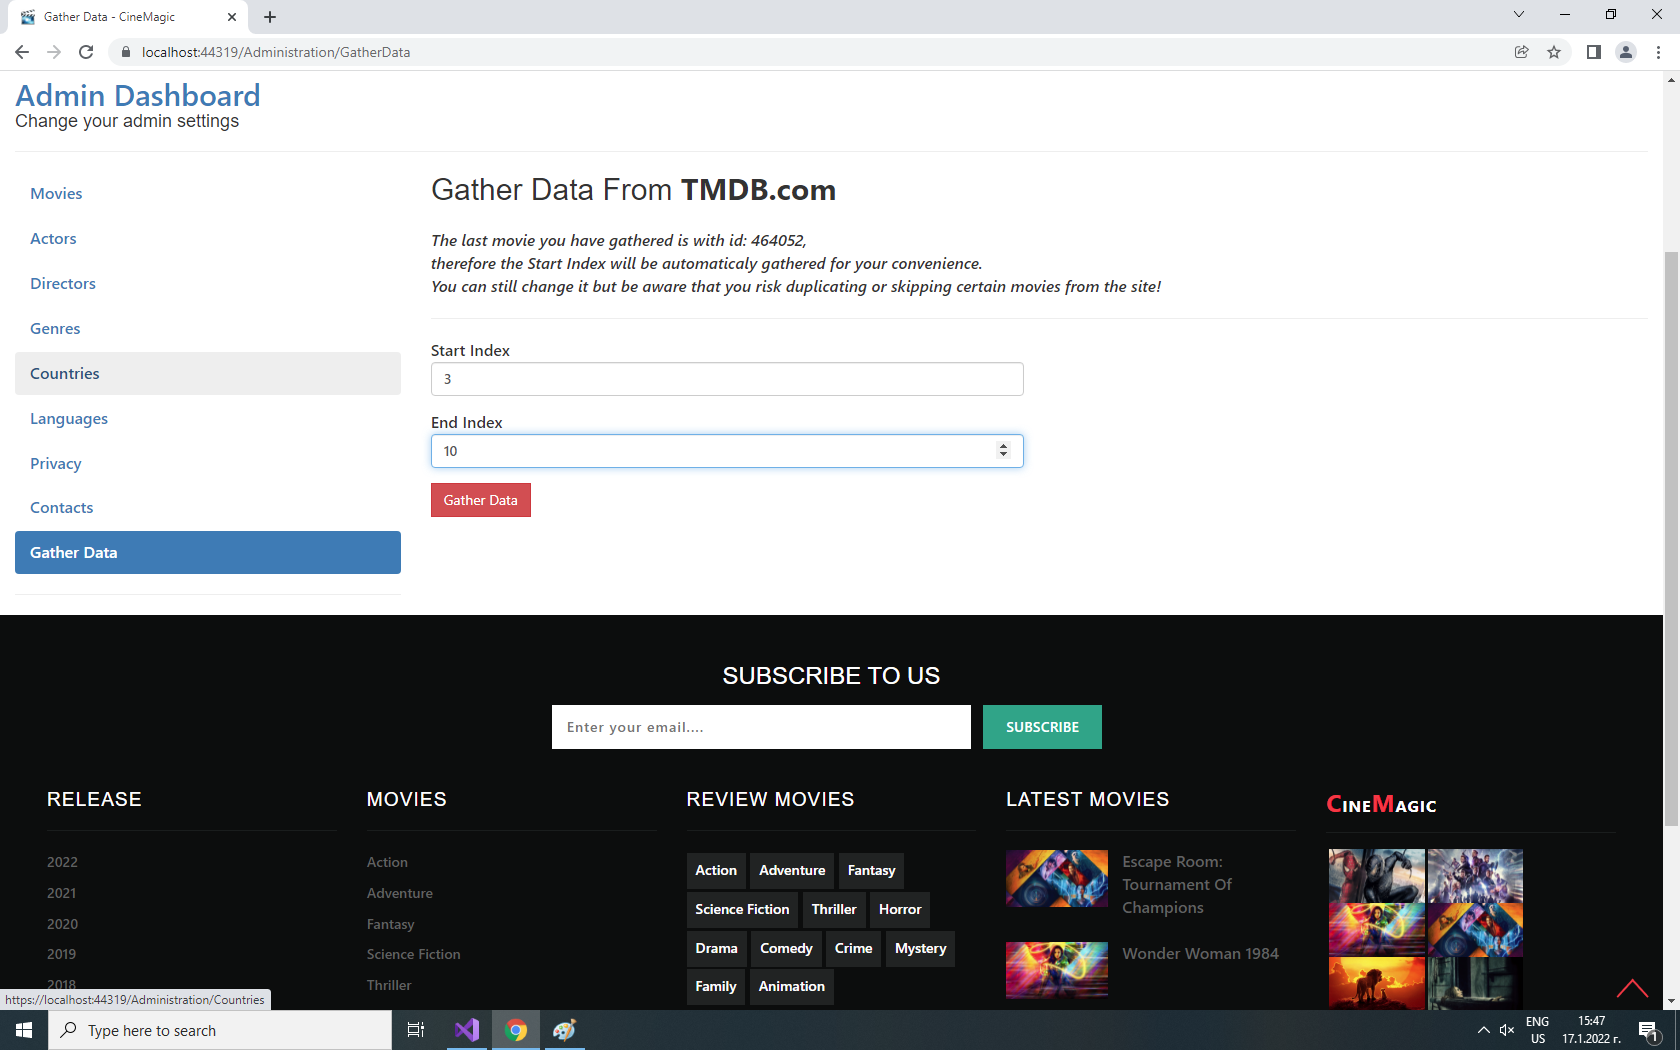 Gather Data - CineMagic
localhost:44319/Administration/GatherData
Admin Dashboard
Change your admin settings
Movies
Actors
Directors
Genres
Countries
Languages
Privacy
Contacts
Gather Data
Gather Data From TMDB.com
The last movie you have gathered is with id: 464052,
therefore the Start Index will be automaticaly gathered for your convenience.
You can still change it but be aware that you risk duplicating or skipping certain movies from the site!
Start Index
3
End Index
10
Gather Data
SUBSCRIBE TO US
Enter your email....
SUBSCRIBE
RELEASE
2022
2021
2020
2019
2018
MOVIES
Action
Adventure
Fantasy
Science Fiction
Thriller
REVIEW MOVIES
Action Adventure Fantasy
Science Fiction Thriller Horror
Drama Comedy Crime Mystery
Family Animation
LATEST MOVIES
Escape Room:
Tournament Of
Champions
Wonder Woman 1984
CINEMAGIC
https://localhost:44319/Administration/Countries
Type here to search
ENG
US
15:47
17.1.2022 г.
1